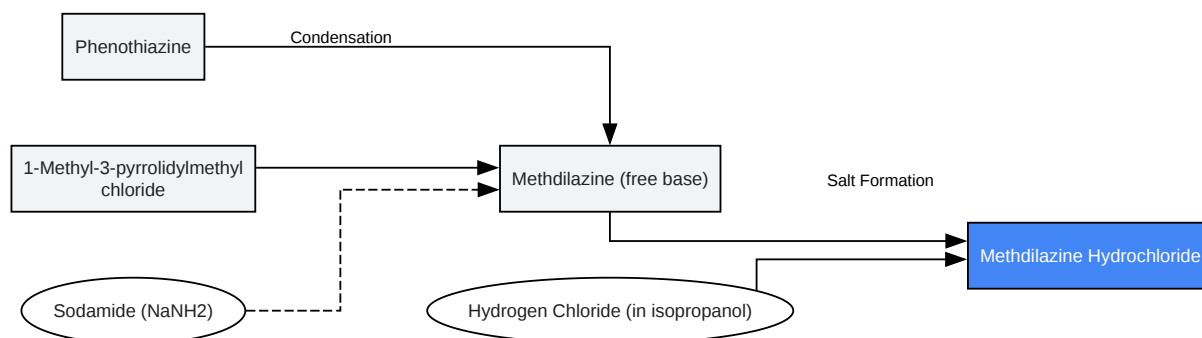 Phenothiazine
Condensation
1-Methyl-3-pyrrolidylmethyl
chloride
Methdilazine (free base)
Salt Formation
Methdilazine Hydrochloride
Sodamide (NaNH2)
Hydrogen Chloride (in isopropanol)